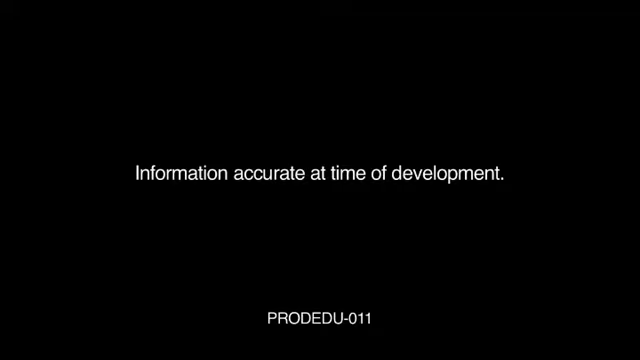 Information accurate at time of development.
PRODEDU-011